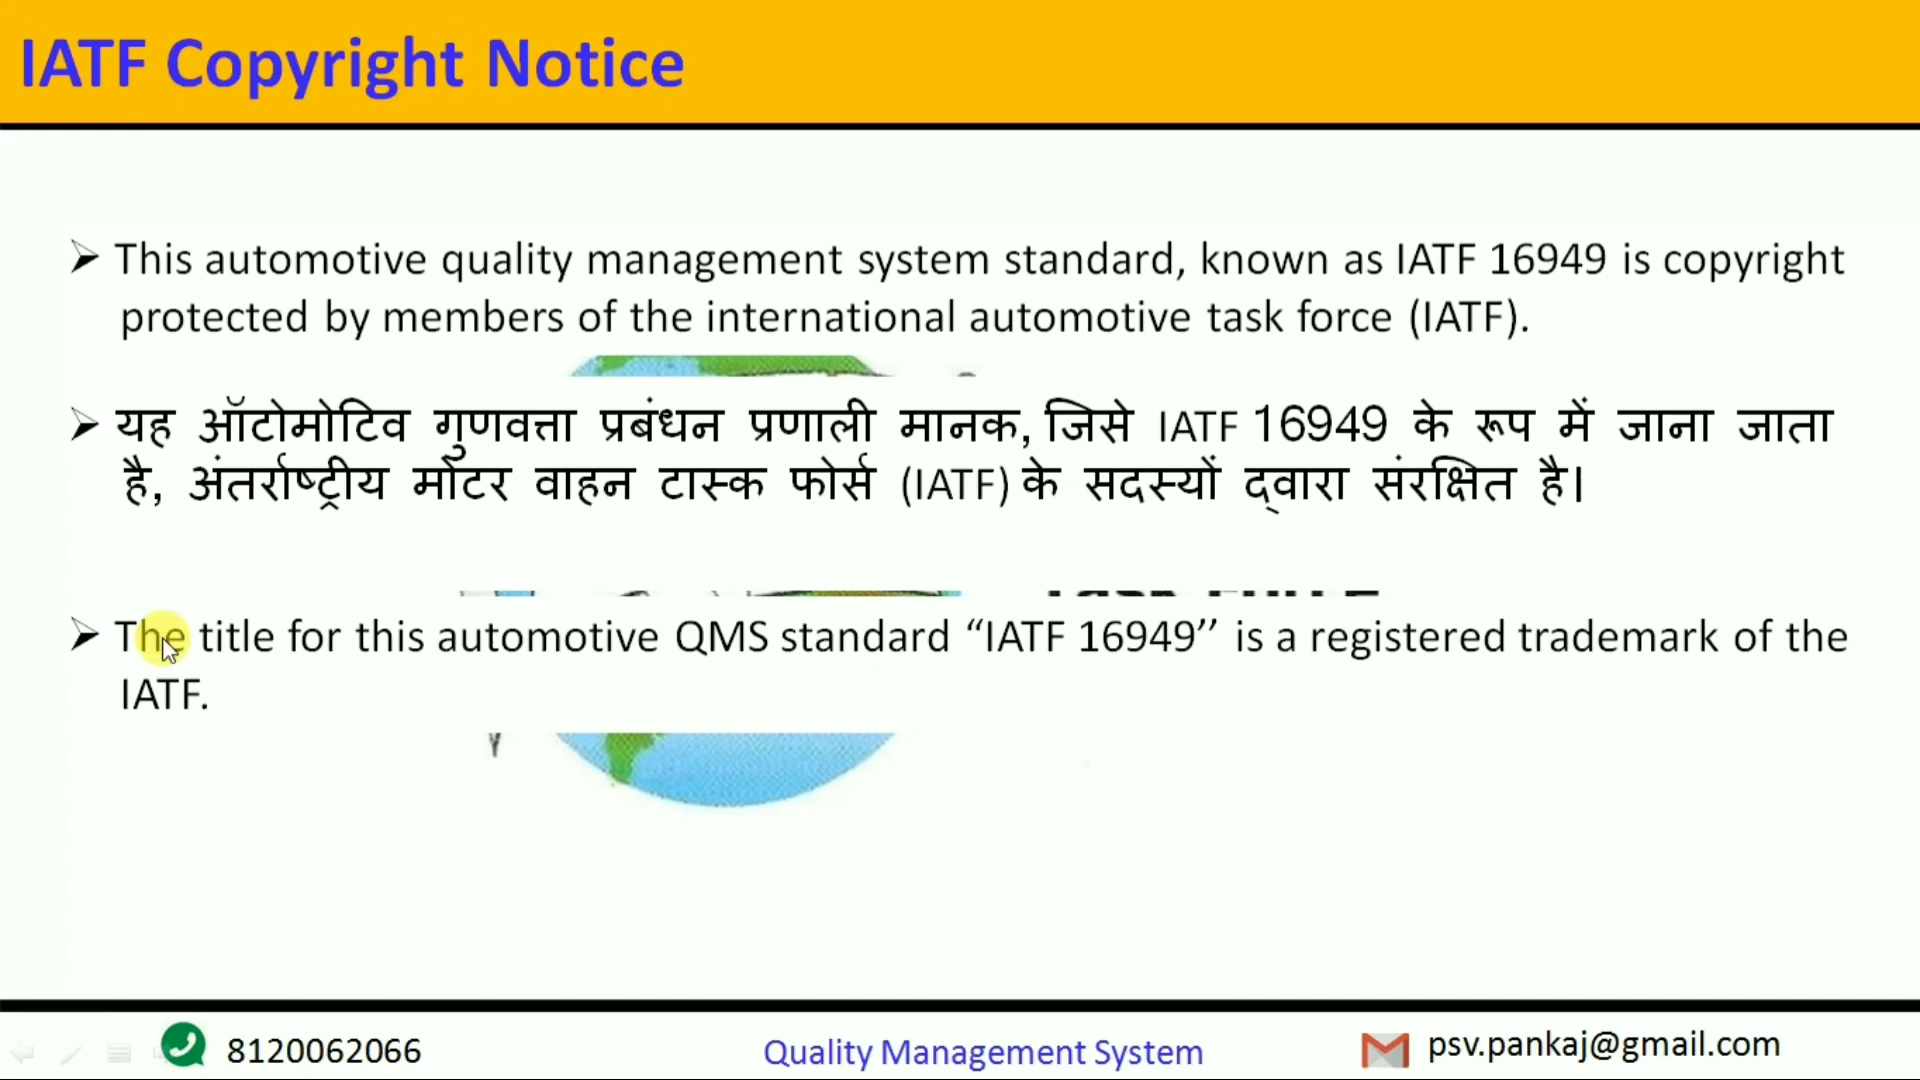 IATF Copyright Notice
This automotive quality management system standard, known as IATF 16949 is copyright
protected by members of the international automotive task force (IATF).
यह ऑटोमोटिव गुणवत्ता प्रबंधन प्रणाली मानक, जिसे IATF 16949 के रूप में जाना जाता
है, अंतर्राष्ट्रीय मोटर वाहन टास्क फोर्स (IATF) के सदस्यों द्वारा संरक्षित है।
The title for this automotive QMS standard “IATF 16949’’ is a registered trademark of the
IATF.
8120062066
Quality Management System
psv.pankaj@gmail.com